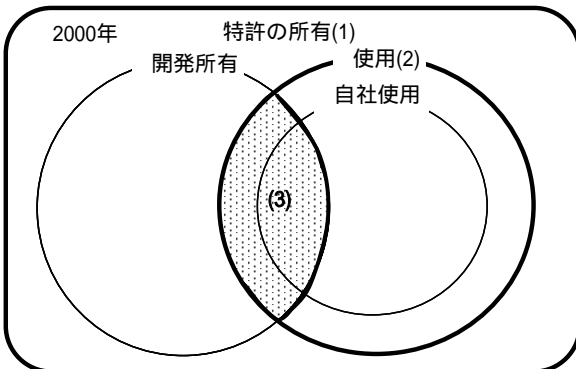 2000年 特許の所有(1)
開発所有 使用(2)
自社使用
(3)